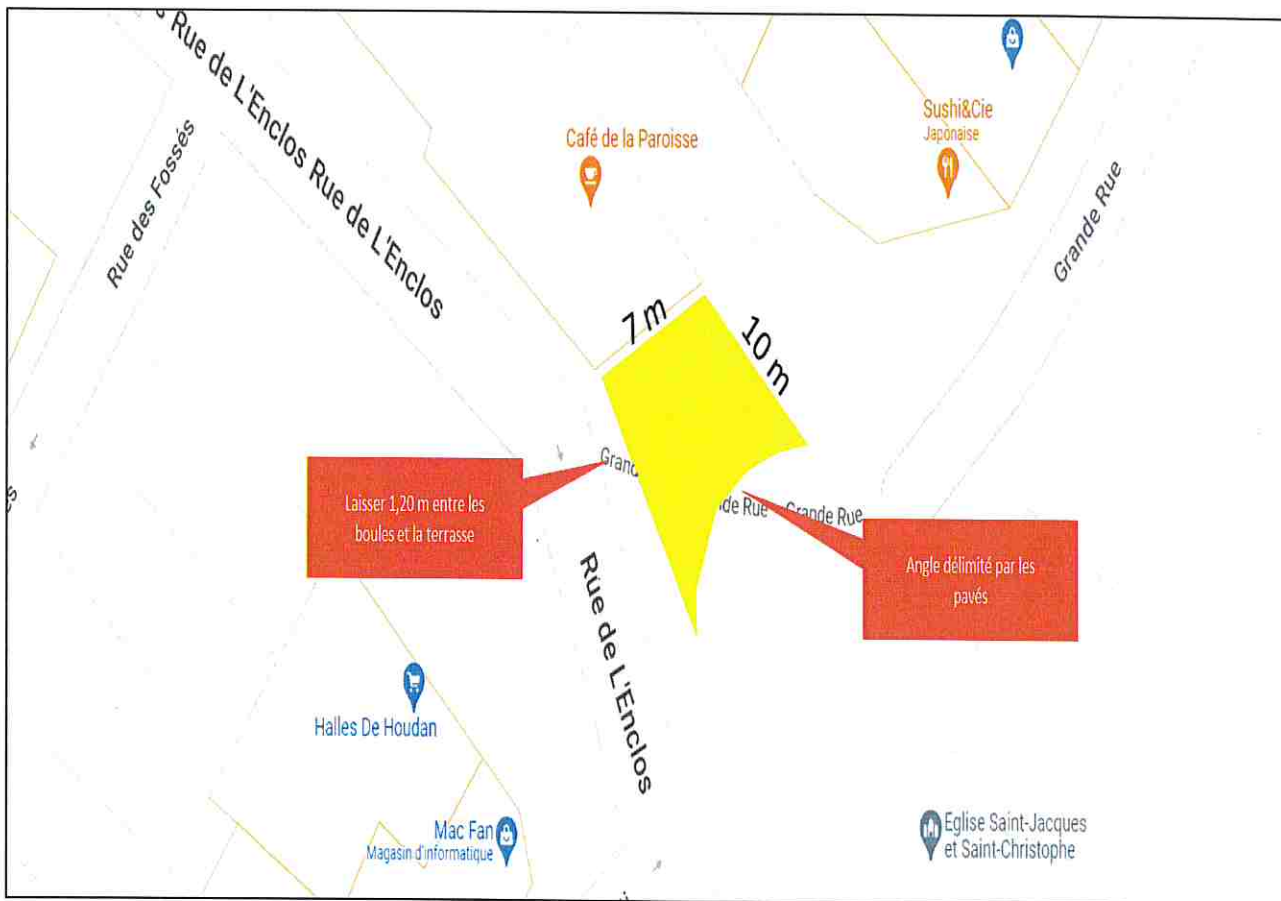 Rue de L'Enclos Rue de L'Enclos
Rue des Fossés
Café de la Paroisse
Sushi&Cie
Japonaise
Grande Rue
7 m
10 m
Laisser 1,20 m entre les
boules et la terrasse
Grand
de Rue
Grande Rue
Angle délimité par les
pavés
Rue de L'Enclos
Halles De Houdan
Mac Fan
Magasin d'informatique
Eglise Saint-Jacques
et Saint-Christophe